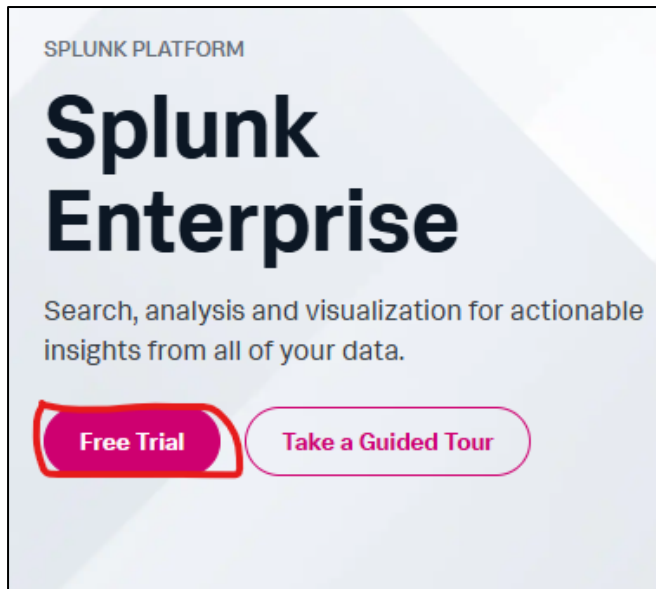 SPLUNK PLATFORM
Splunk
Enterprise
Search, analysis and visualization for actionable
insights from all of your data.
Free Trial
Take a Guided Tour